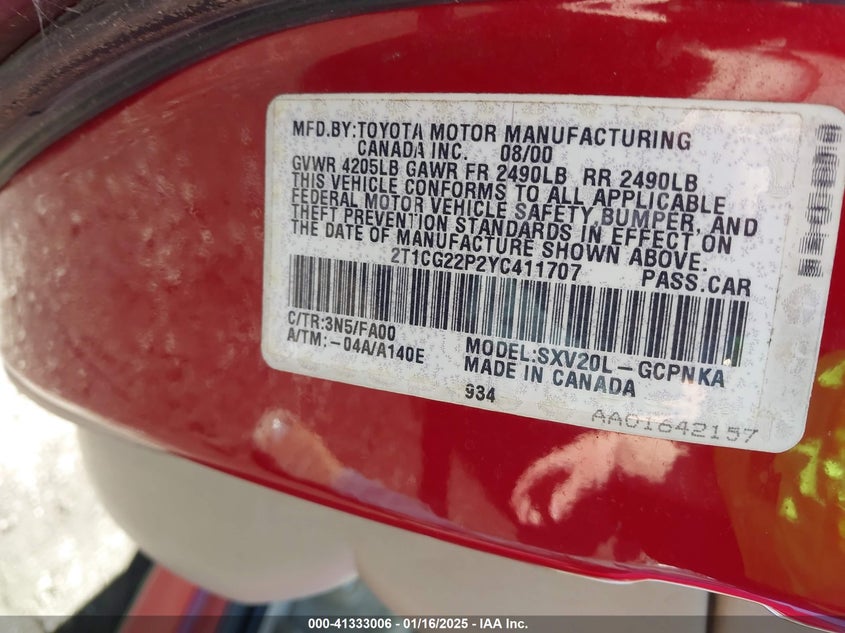 MFD.BY:TOYOTA MOTOR MANUFACTURING
CANADA INC. 08/00
GVWR 4205LB GAWR FR 2490LB RR 2490LB
THIS VEHICLE CONFORMS TO ALL APPLICABLE
FEDERAL MOTOR VEHICLE SAFETY,BUMPER, AND
THEFT PREVENTION STANDARDS IN EFFECT ON
THE DATE OF MANUFACTURE SHOWN ABOVE.
2T1CG22P2YC411707 PASS.CAR
C/TR:3N5/FA00
A/TM:-04A/A140E MODEL:SXV20L-GCPNKA
MADE IN CANADA
934
AA01642157
000-41333006 - 01/16/2025 - IAA Inc.